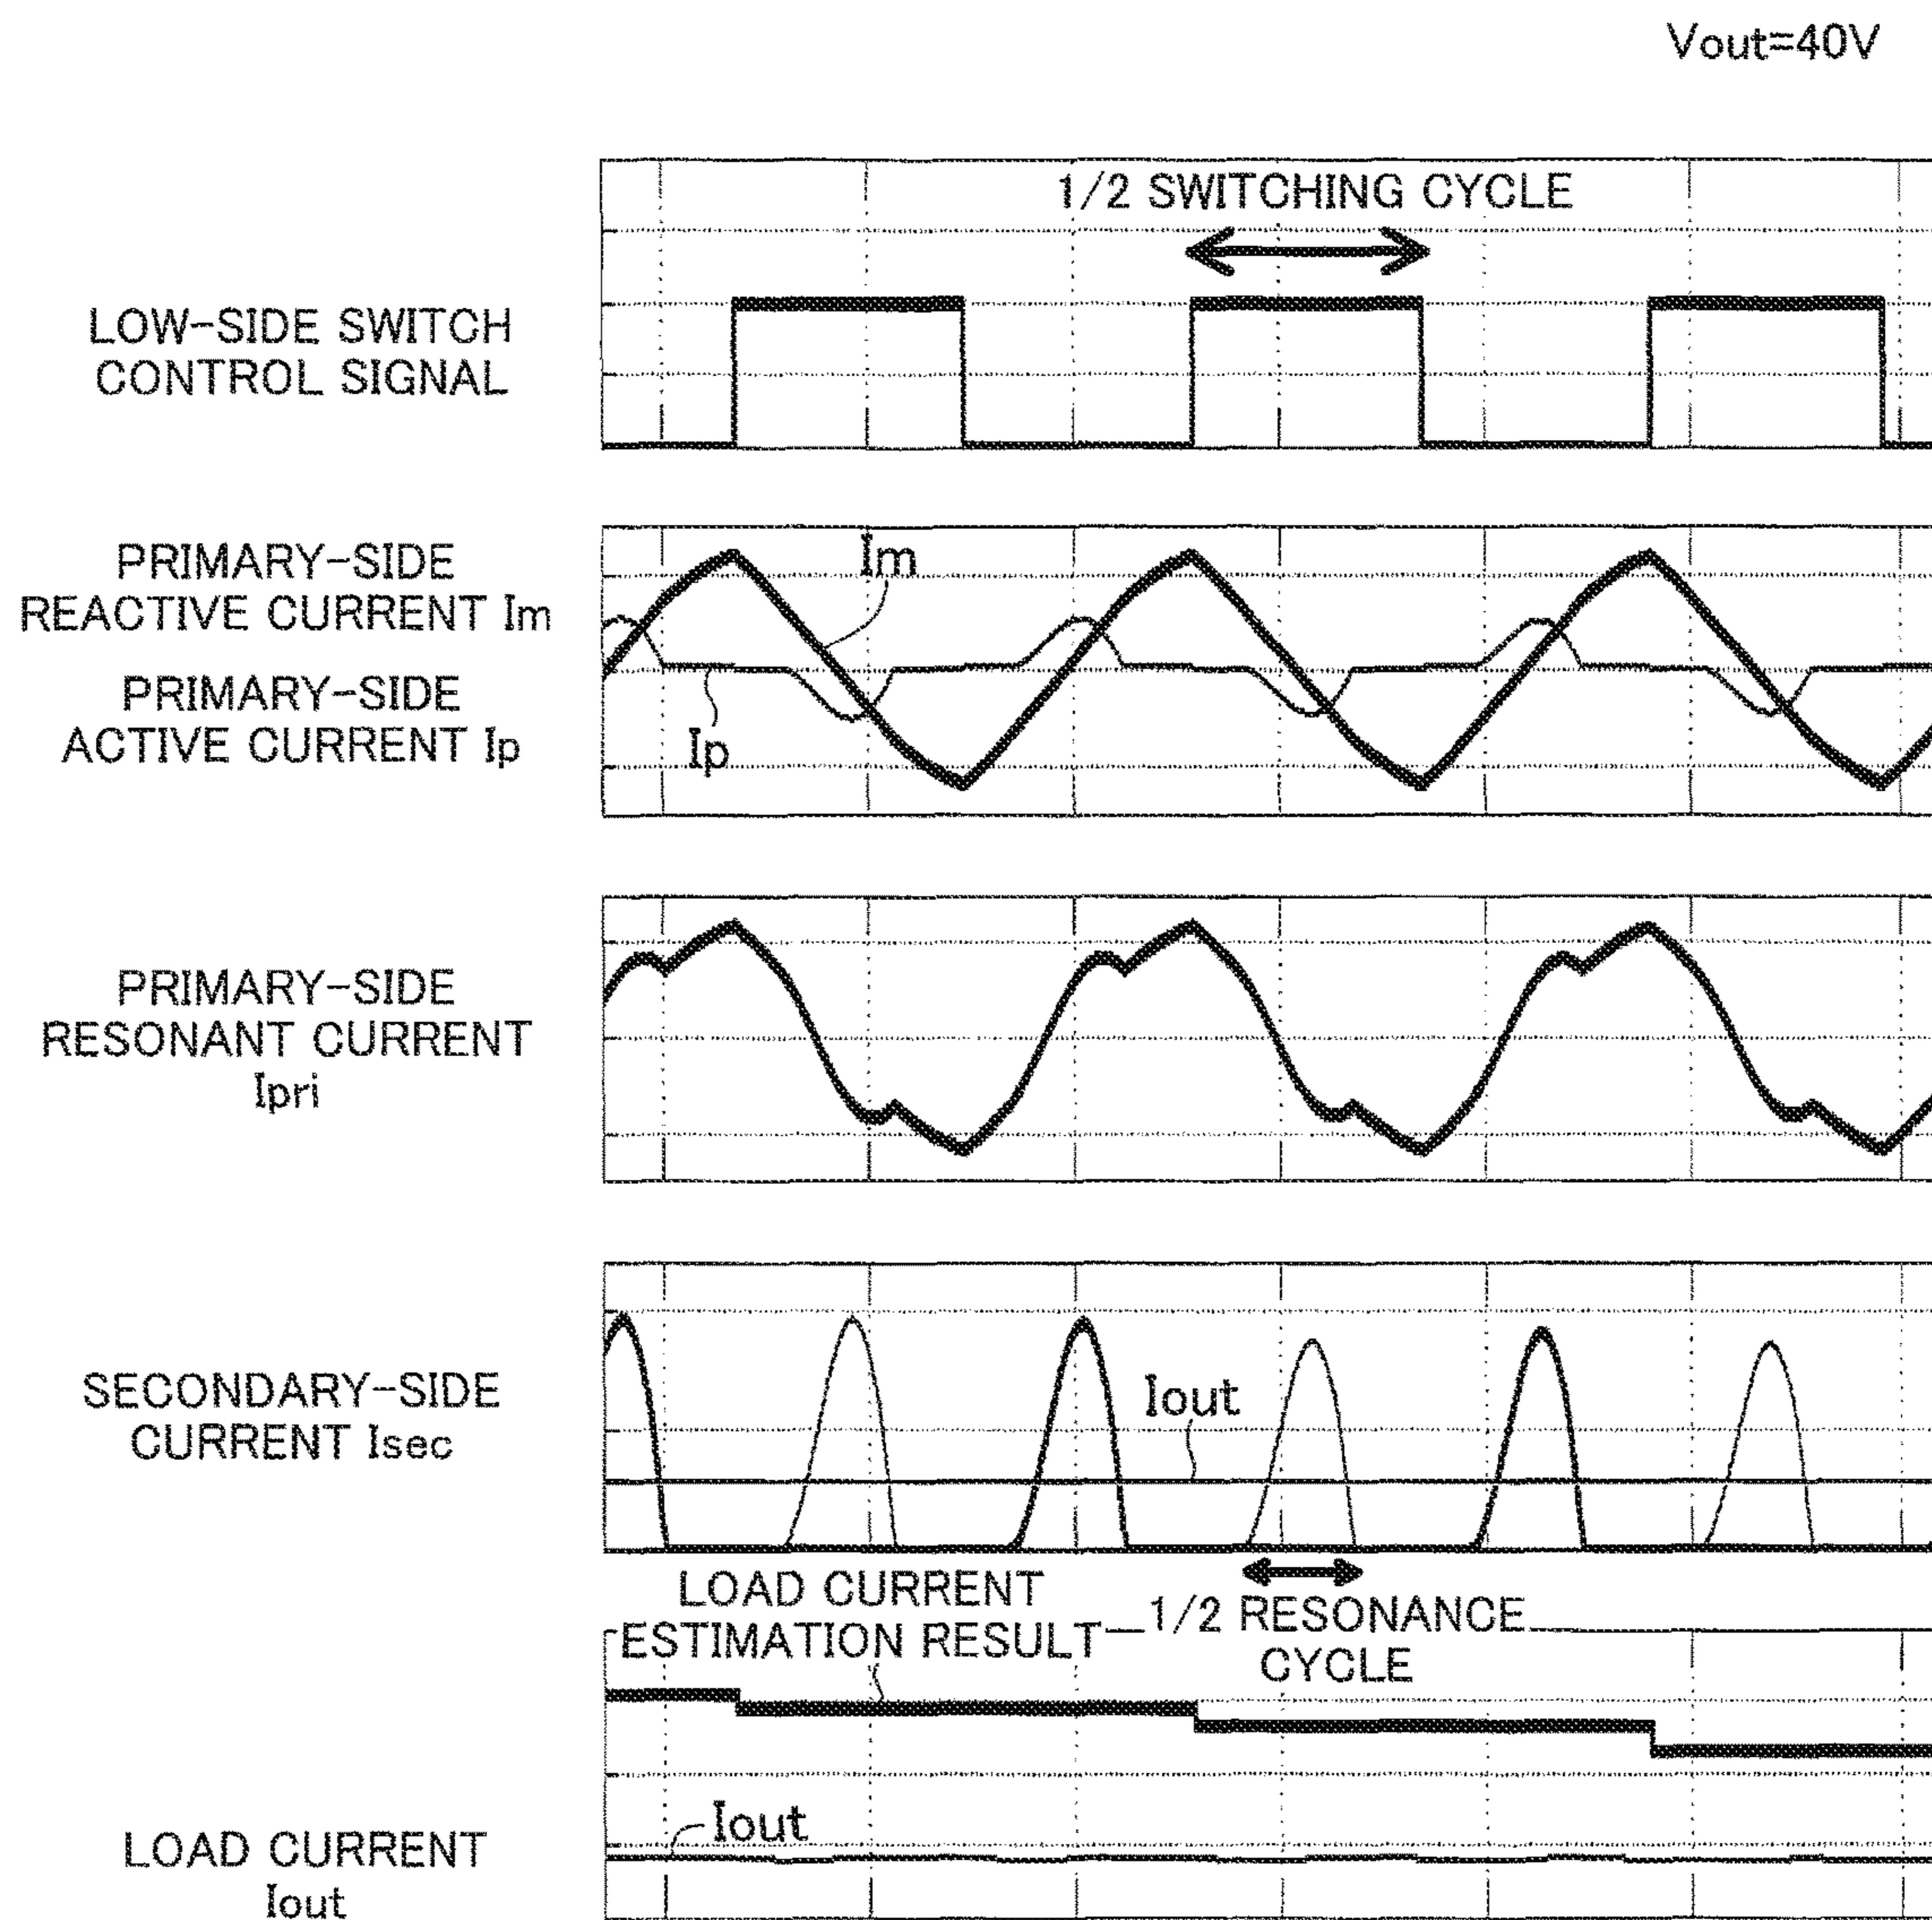 Vout=40V
1/2 SWITCHING CYCLE
LOW-SIDE SWITCH
CONTROL SIGNAL
PRIMARY-SIDE
REACTIVE CURRENT Im
PRIMARY-SIDE
ACTIVE CURRENT Ip
Im
Ip
PRIMARY-SIDE
RESONANT CURRENT
Ipri
SECONDARY-SIDE
CURRENT Isec
Iout
LOAD CURRENT
ESTIMATION RESULT
1/2 RESONANCE
CYCLE
Iout
LOAD CURRENT
Iout